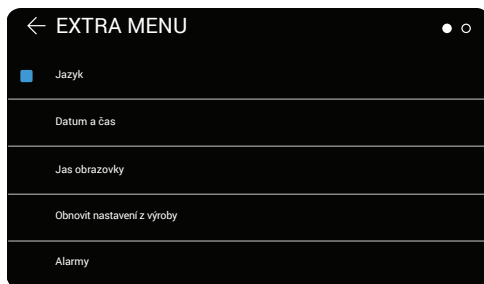 EXTRA MENU
Jazyk
Datum a čas
Jas obrazovky
Obnovit nastavení z výroby
Alarmy